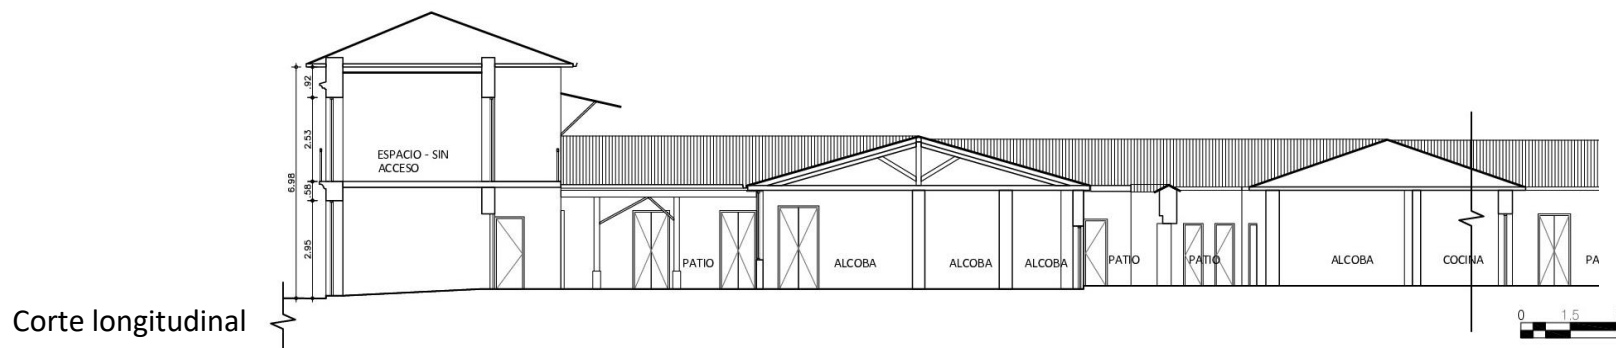 .92
2.53
ESPACIO - SIN
ACCESO
6.98
.58
2.95
PATIO
ALCOBA
ALCOBA
ALCOBA
PATIO
PATIO
ALCOBA
COCINA
PA
Corte longitudinal
0 1.5